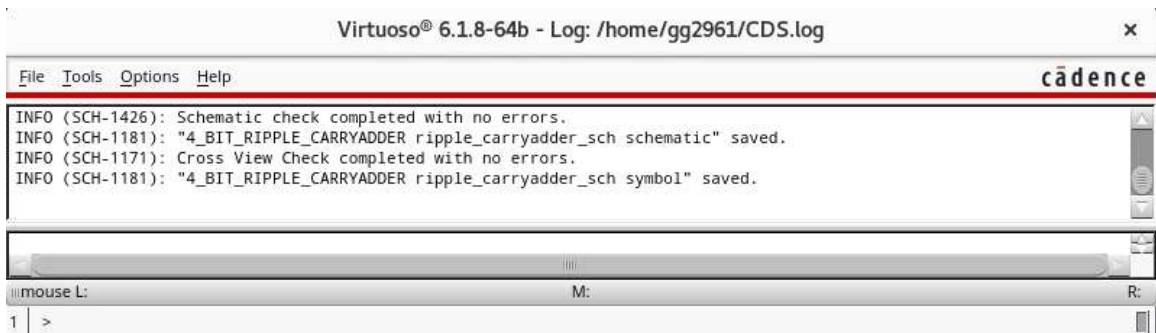 Virtuoso® 6.1.8-64b - Log: /home/gg2961/CDS.log
File Tools Options Help
cādence
INFO (SCH-1426): Schematic check completed with no errors.
INFO (SCH-1181): "4_BIT_RIPPLE_CARRYADDER ripple_carryadder_sch schematic" saved.
INFO (SCH-1171): Cross View Check completed with no errors.
INFO (SCH-1181): "4_BIT_RIPPLE_CARRYADDER ripple_carryadder_sch symbol" saved.
mouse L: M: R:
1 >